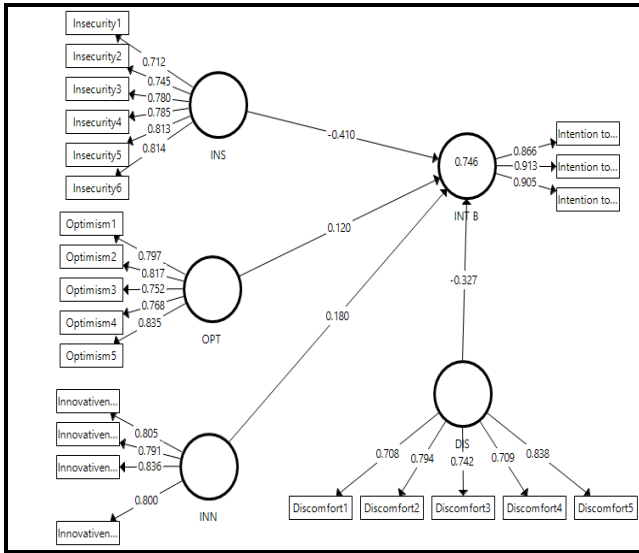 Insecurity1
Insecurity2
Insecurity3
Insecurity4
Insecurity5
Insecurity6
0.712
0.745
0.780
0.785
0.813
0.814
INS
-0.410
0.746
INT B
0.866
0.913
0.905
Intention to...
Intention to...
Intention to...
Optimism1
Optimism2
Optimism3
Optimism4
Optimism5
0.797
0.817
0.752
0.768
0.835
OPT
0.120
0.180
-0.327
Innovativen...
Innovativen...
Innovativen...
Innovativen...
0.805
0.791
0.836
0.800
INN
DIS
0.708
0.794
0.742
0.709
0.838
Discomfort1
Discomfort2
Discomfort3
Discomfort4
Discomfort5